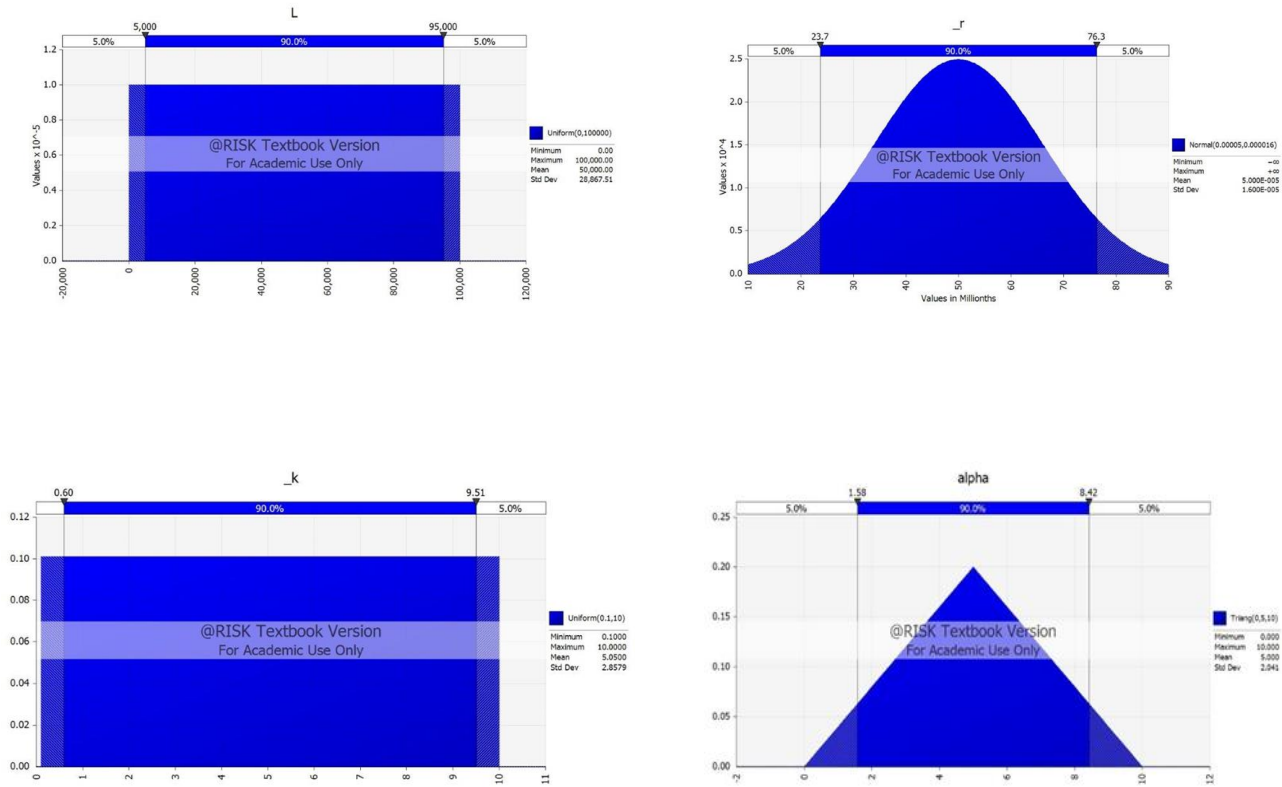 L
5,000 95,000
5.0% 90.0% 5.0%
1.2
1.0
0.8
0.6
0.4
0.2
0.0
Values x 10^-5
@RISK Textbook Version
For Academic Use Only
-20,000 0 20,000 40,000 60,000 80,000 100,000 120,000
Uniform(0,100000)
Minimum 0.00
Maximum 100,000.00
Mean 50,000.00
Std Dev 28,867.51
_r
23.7 76.3
5.0% 90.0% 5.0%
2.5
2.0
1.5
1.0
0.5
0.0
Values x 10^4
@RISK Textbook Version
For Academic Use Only
10 20 30 40 50 60 70 80 90
Values in Millionths
Normal(0.00005,0.000016)
Minimum -∞
Maximum +∞
Mean 5.000E-005
Std Dev 1.600E-005
_k
0.60 9.51
90.0% 5.0%
0.12
0.10
0.08
0.06
0.04
0.02
0.00
@RISK Textbook Version
For Academic Use Only
0 1 2 3 4 5 6 7 8 9 10 11
Uniform(0.1,10)
Minimum 0.1000
Maximum 10.0000
Mean 5.0500
Std Dev 2.8579
alpha
1.58 8.42
5.0% 90.0% 5.0%
0.25
0.20
0.15
0.10
0.05
0.00
@RISK Textbook Version
For Academic Use Only
-2 0 2 4 6 8 10 12
Triang(0,5,10)
Minimum 0.000
Maximum 10.000
Mean 5.000
Std Dev 2.041